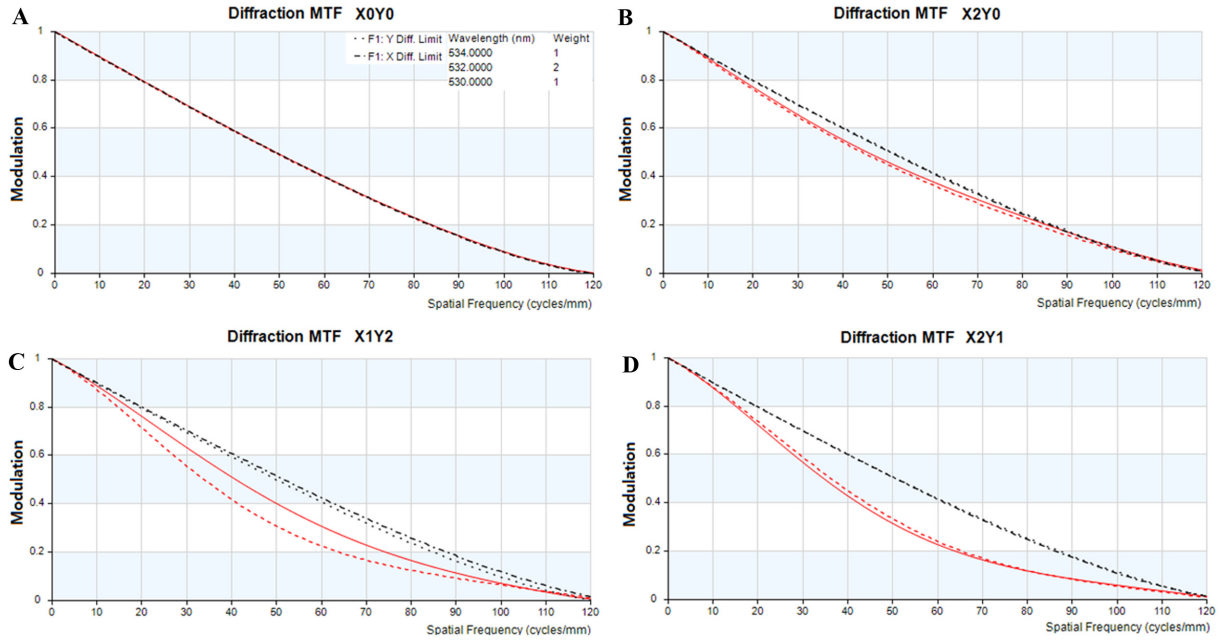 A
Diffraction MTF X0Y0
F1: Y Diff. Limit Wavelength (nm) Weight
F1: X Diff. Limit 534.0000 1
532.0000 2
530.0000 1
Modulation
1
0.8
0.6
0.4
0.2
0
0 10 20 30 40 50 60 70 80 90 100 110 120
Spatial Frequency (cycles/mm)
B
Diffraction MTF X2Y0
Modulation
1
0.8
0.6
0.4
0.2
0
0 10 20 30 40 50 60 70 80 90 100 110 120
Spatial Frequency (cycles/mm)
C
Diffraction MTF X1Y2
Modulation
1
0.8
0.6
0.4
0.2
0
0 10 20 30 40 50 60 70 80 90 100 110 120
Spatial Frequency (cycles/mm)
D
Diffraction MTF X2Y1
Modulation
1
0.8
0.6
0.4
0.2
0
0 10 20 30 40 50 60 70 80 90 100 110 120
Spatial Frequency (cycles/mm)